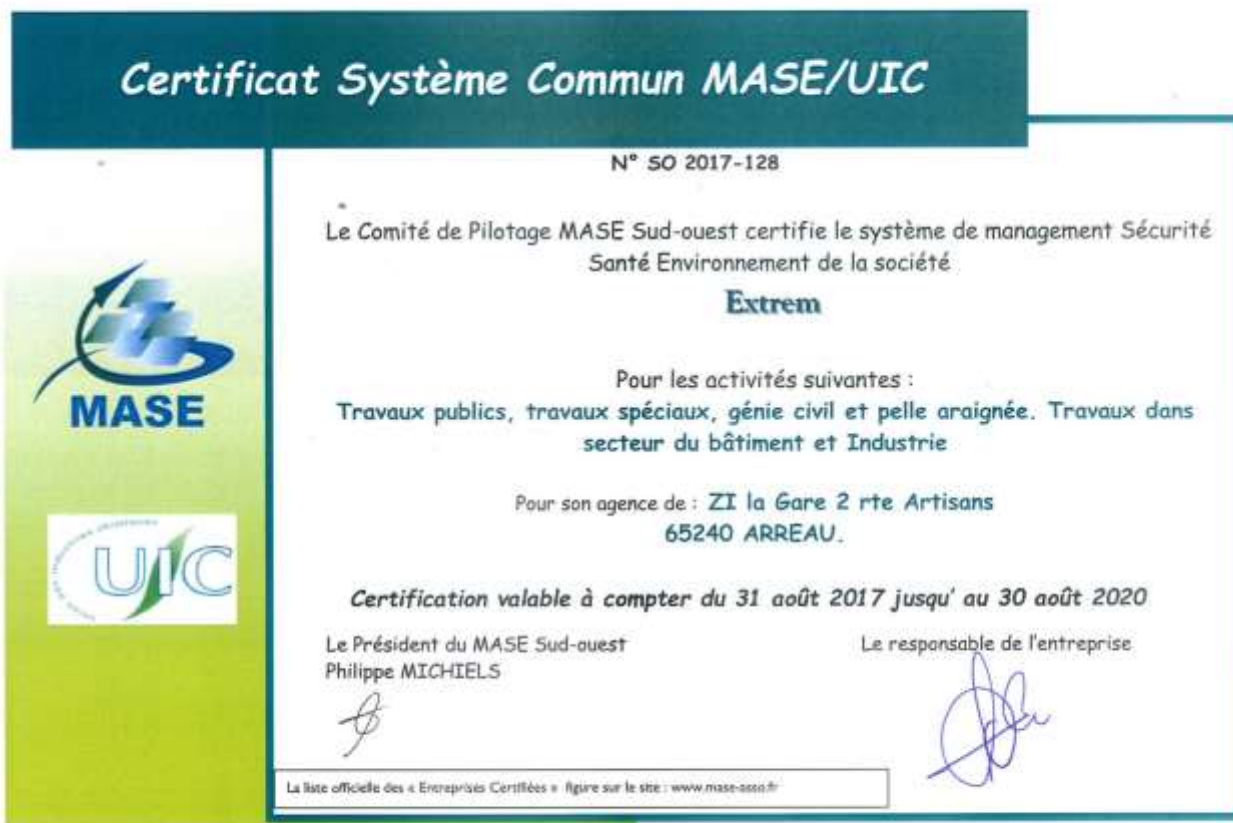 Certificat Système Commun MASE/UIC
N° SO 2017-128
Le Comité de Pilotage MASE Sud-ouest certifie le système de management Sécurité
Santé Environnement de la société
Extrem
Pour les activités suivantes :
Travaux publics, travaux spéciaux, génie civil et pelle araignée. Travaux dans
secteur du bâtiment et Industrie
Pour son agence de : ZI la Gare 2 rte Artisans
65240 ARREAU.
Certification valable à compter du 31 août 2017 jusqu' au 30 août 2020
Le Président du MASE Sud-ouest
Philippe MICHIELS
Le responsable de l'entreprise
La liste officielle des « Entreprises Certifiées » figure sur le site : www.mase-asso.fr
MASE
UIC